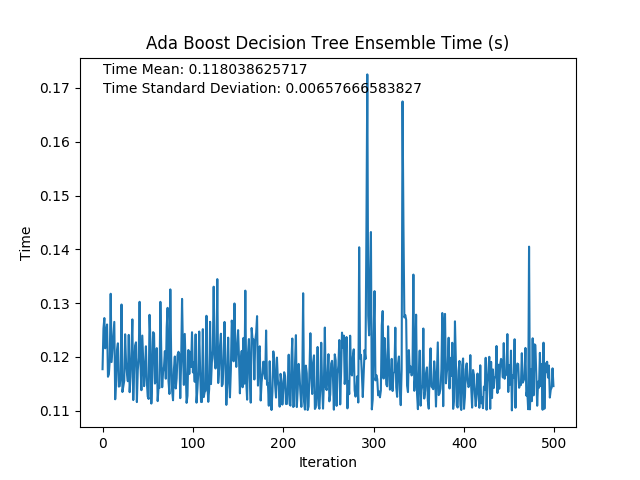 Ada Boost Decision Tree Ensemble Time (s)
Time Mean: 0.118038625717
Time Standard Deviation: 0.00657666583827
0.17
0.16
0.15
0.14
0.13
0.12
0.11
Time
0
100
200
300
400
500
Iteration